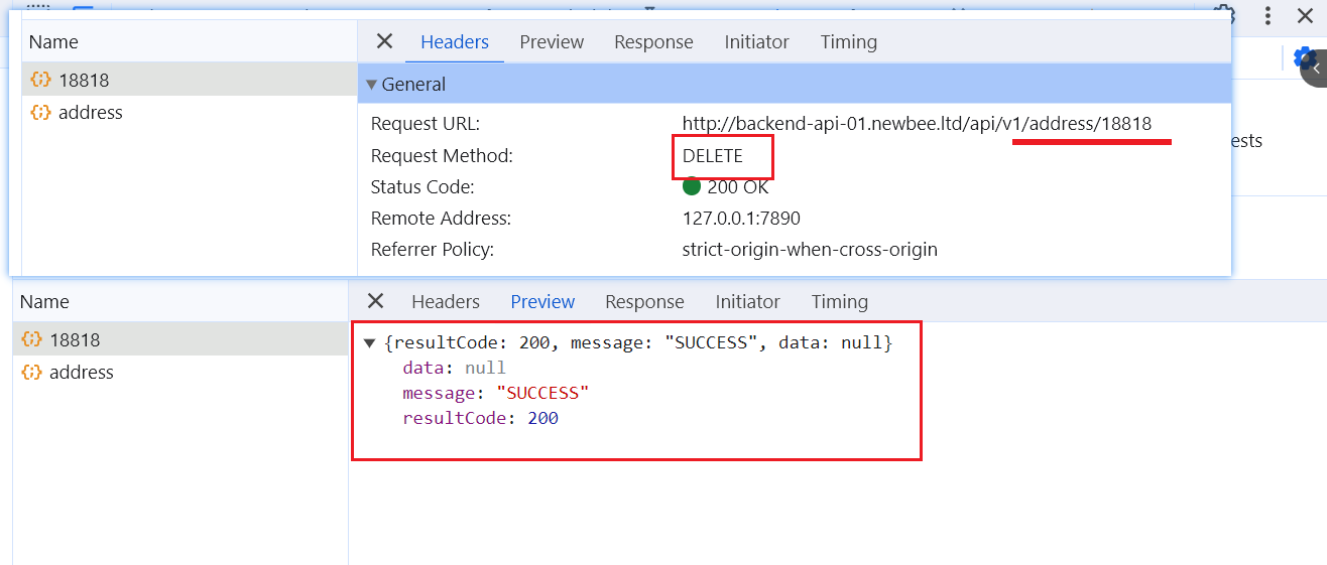 Name
× Headers Preview Response Initiator Timing
{;} 18818
▼ General
{;} address
Request URL: http://backend-api-01.newbee.ltd/api/v1/address/18818
ests
Request Method: DELETE
Status Code: 200 OK
Remote Address: 127.0.0.1:7890
Referrer Policy: strict-origin-when-cross-origin
Name
× Headers Preview Response Initiator Timing
{;} 18818
▼ {resultCode: 200, message: "SUCCESS", data: null}
{;} address
data: null
message: "SUCCESS"
resultCode: 200